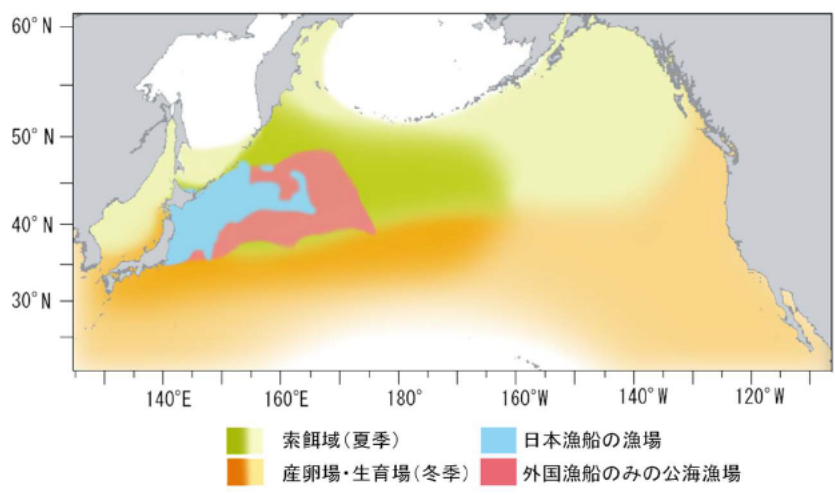 60° N
50° N
40° N
30° N
140°E 160°E 180° 160°W 140°W 120°W
索餌域(夏季) 日本漁船の漁場
産卵場・生育場(冬季) 外国漁船のみの公海漁場